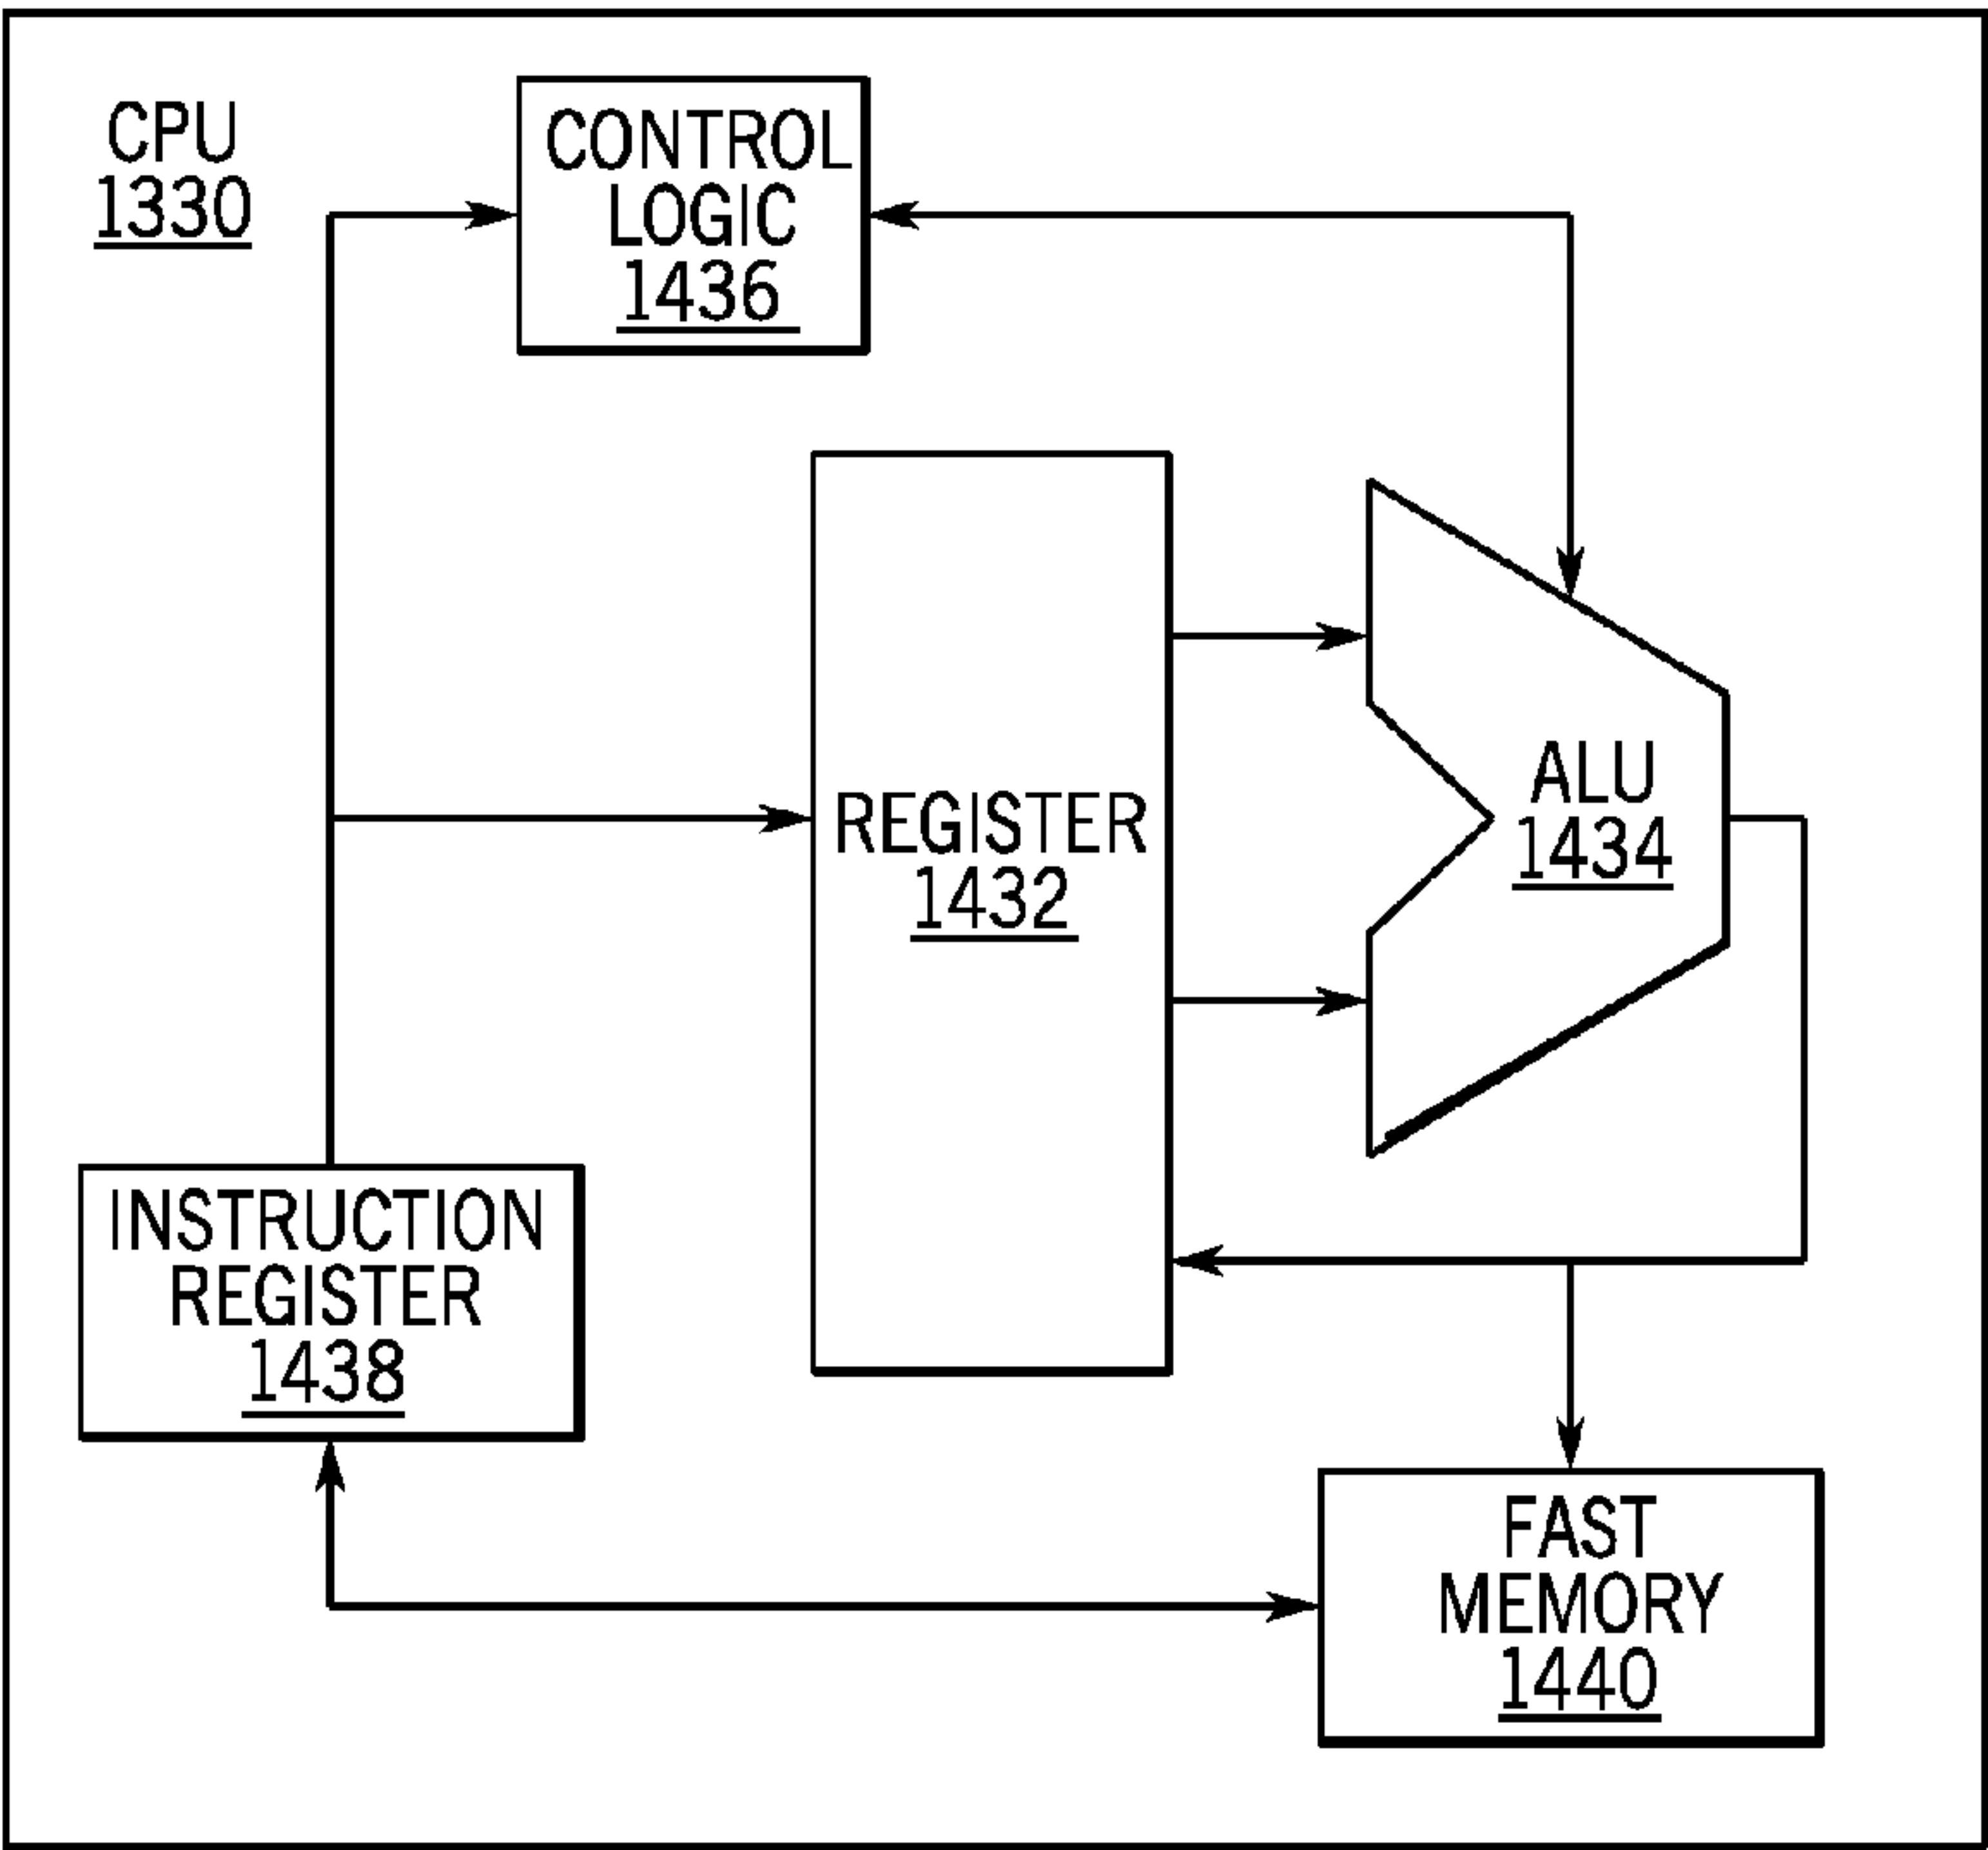 CPU
1330
CONTROL
LOGIC
1436
REGISTER
1432
ALU
1434
INSTRUCTION
REGISTER
1438
FAST
MEMORY
1440